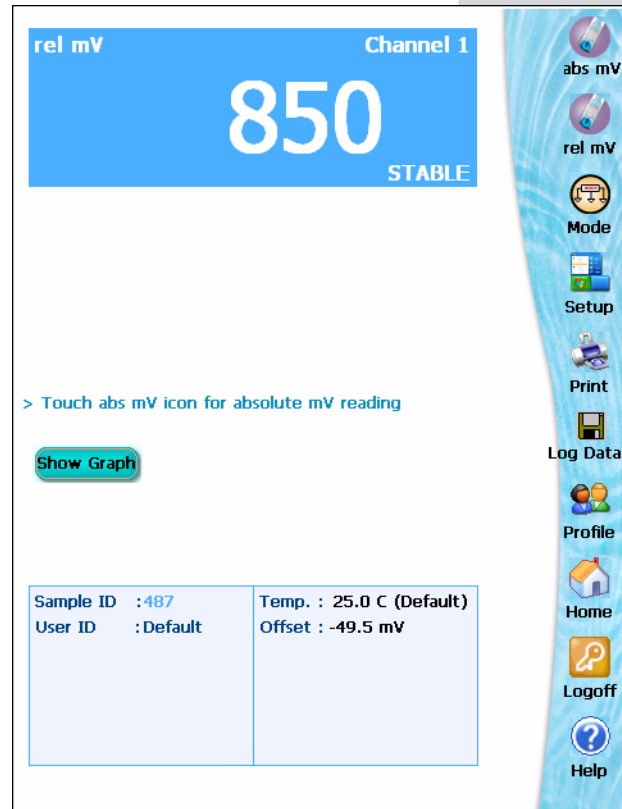 rel mV Channel 1
850
STABLE
> Touch abs mV icon for absolute mV reading
Show Graph
Sample ID :487
User ID :Default
Temp. : 25.0 C (Default)
Offset : -49.5 mV
abs mV
rel mV
Mode
Setup
Print
Log Data
Profile
Home
Logoff
Help